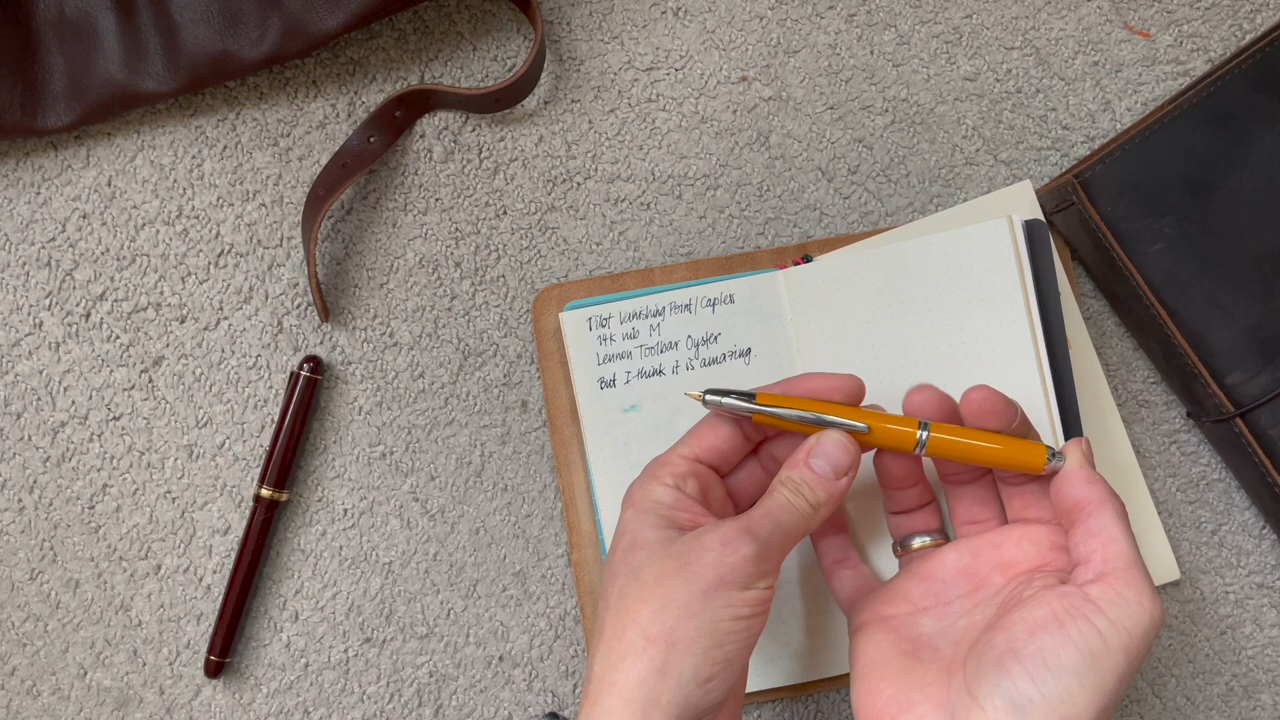 Pilot Vanishing Point/Capless
14K nib M
Lennon Toolbar Oyster
But I think it is amazing.